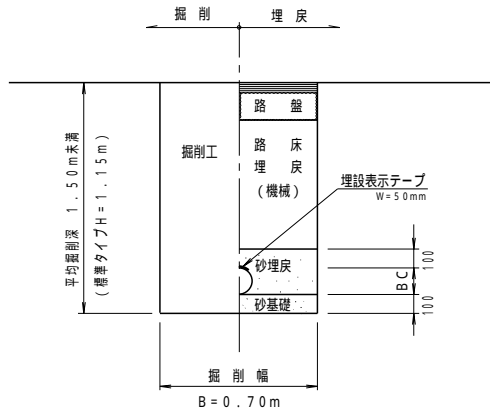 掘 削
埋 戻
路 盤
掘削工
路 床
埋 戻
(機械)
埋設表示テープ
W=50mm
平均掘削深 1.50m未満
(標準タイプH=1.15m)
砂埋戻
砂基礎
100
BC
100
掘 削 幅
B=0.70m